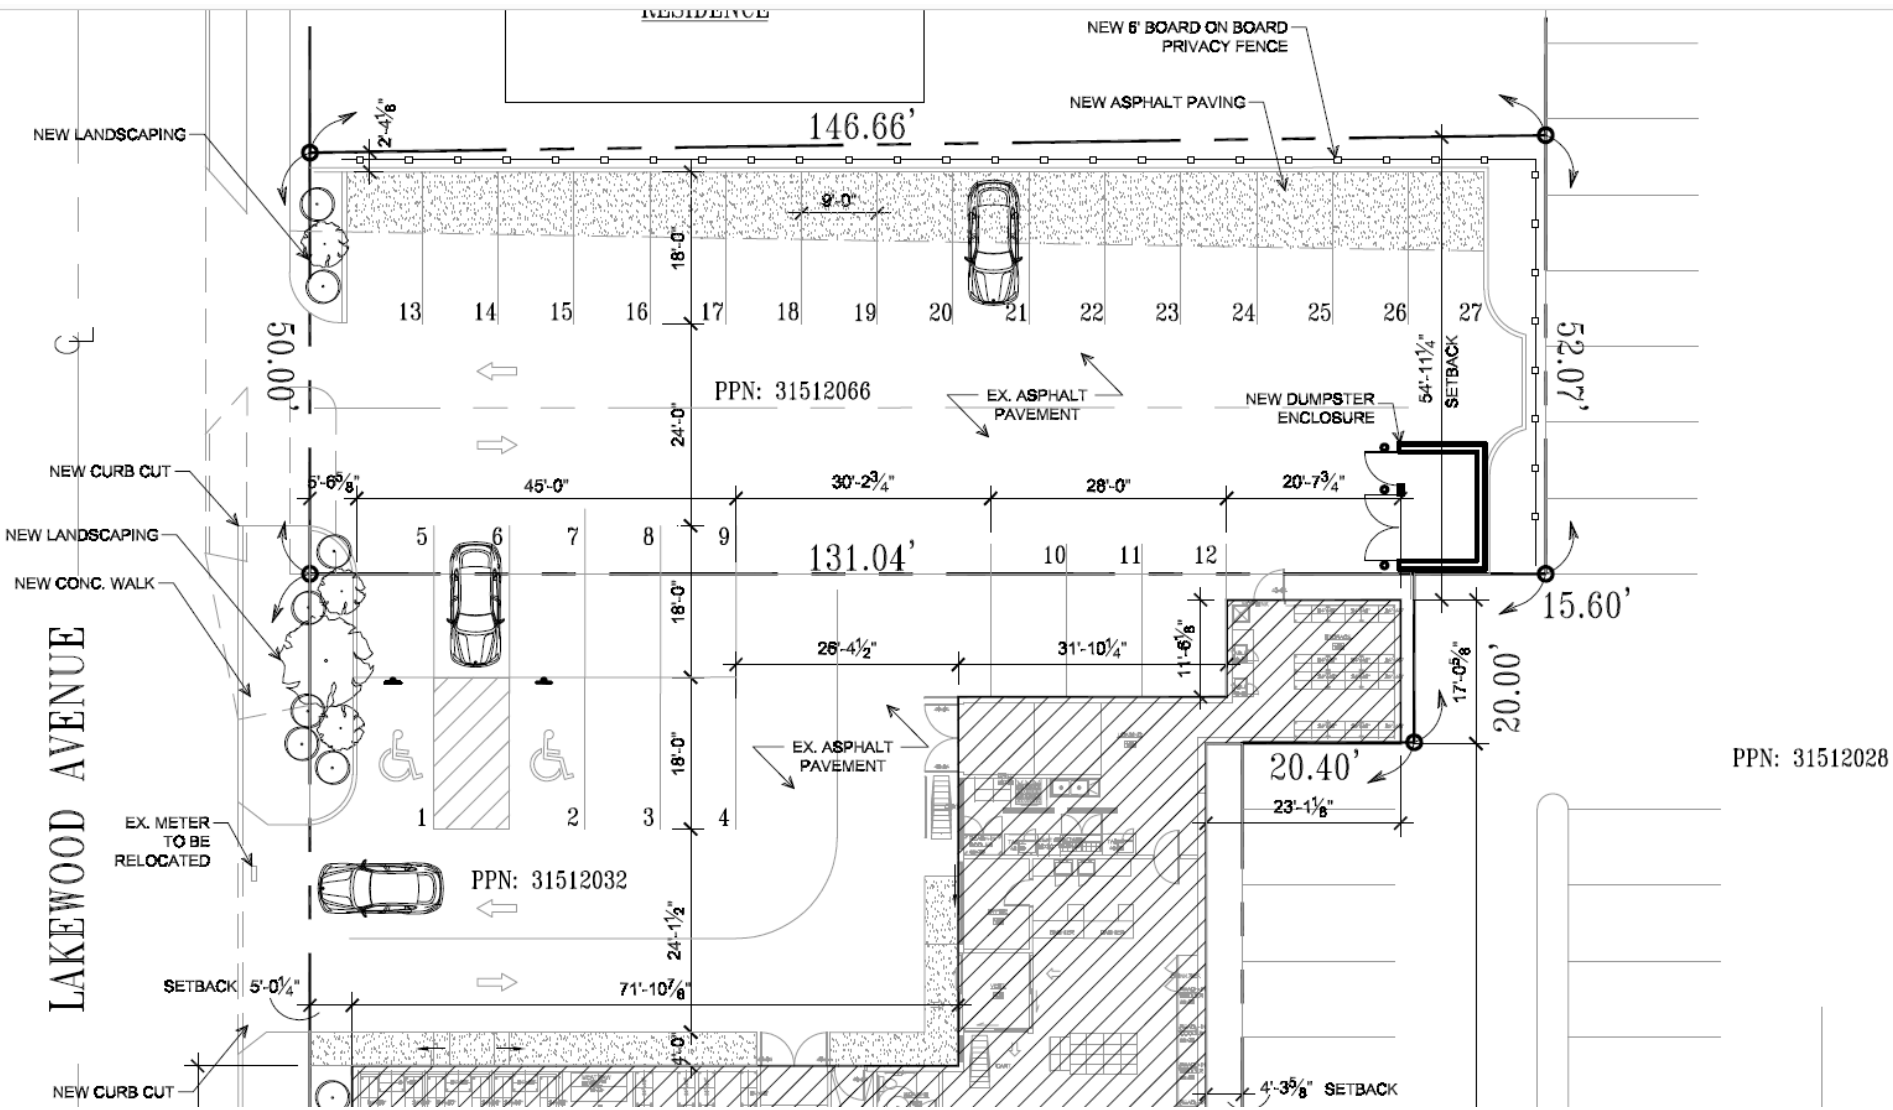 RESIDENCE
NEW 6' BOARD ON BOARD
PRIVACY FENCE
NEW ASPHALT PAVING
NEW LANDSCAPING
2'-4⅛"
146.66'
9'-0"
18'-0"
13
14
15
16
17
18
19
20
21
22
23
24
25
26
27
50.00'
52.07'
54'-11¼"
SETBACK
CL
PPN: 31512066
EX. ASPHALT
PAVEMENT
NEW DUMPSTER
ENCLOSURE
24'-0"
NEW CURB CUT
5'-6⅝"
45'-0"
30'-2¾"
28'-0"
20'-7¾"
NEW LANDSCAPING
5
6
7
8
9
131.04'
10
11
12
NEW CONC. WALK
15.60'
18'-0"
26'-4½"
31'-10¼"
11'-6⅛"
17'-0⅝"
20.00'
LAKEWOOD AVENUE
18'-0"
EX. ASPHALT
PAVEMENT
20.40'
23'-1⅛"
PPN: 31512028
1
2
3
4
EX. METER
TO BE
RELOCATED
PPN: 31512032
24'-1½"
SETBACK 5'-0¼"
71'-10⅞"
4'-0"
NEW CURB CUT
4'-3⅝" SETBACK